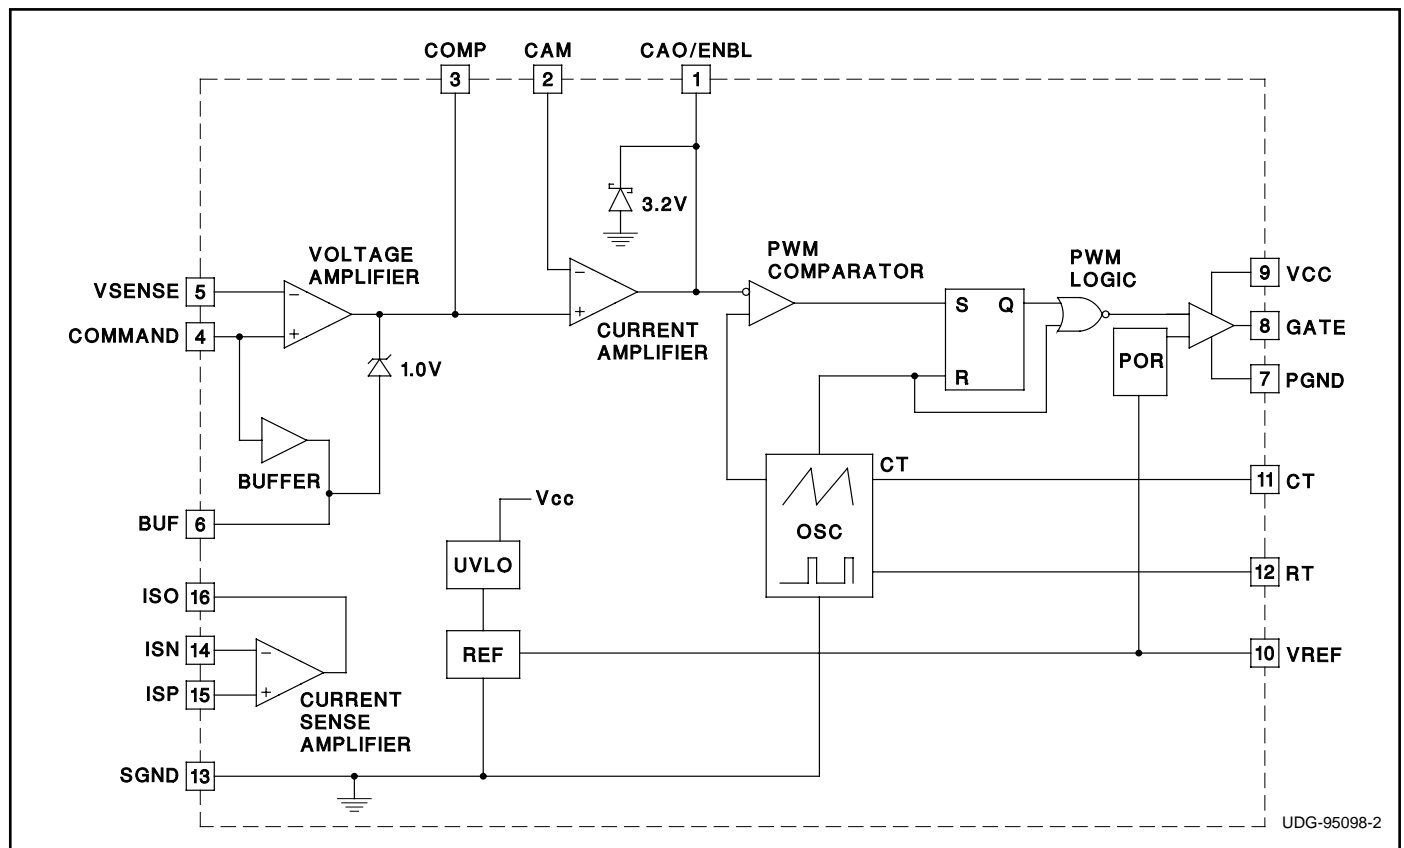 COMP CAM CAO/ENBL
3 2 1
3.2V
VOLTAGE
AMPLIFIER
PWM
COMPARATOR
PWM
LOGIC
VSENSE 5
−
COMMAND 4
+
1.0V
−
+
CURRENT
AMPLIFIER
S Q
R
POR
9 VCC
8 GATE
7 PGND
BUFFER
BUF 6
Vcc
UVLO
REF
CT
OSC
11 CT
12 RT
10 VREF
ISO 16
ISN 14
−
ISP 15
+
CURRENT
SENSE
AMPLIFIER
SGND 13
UDG-95098-2